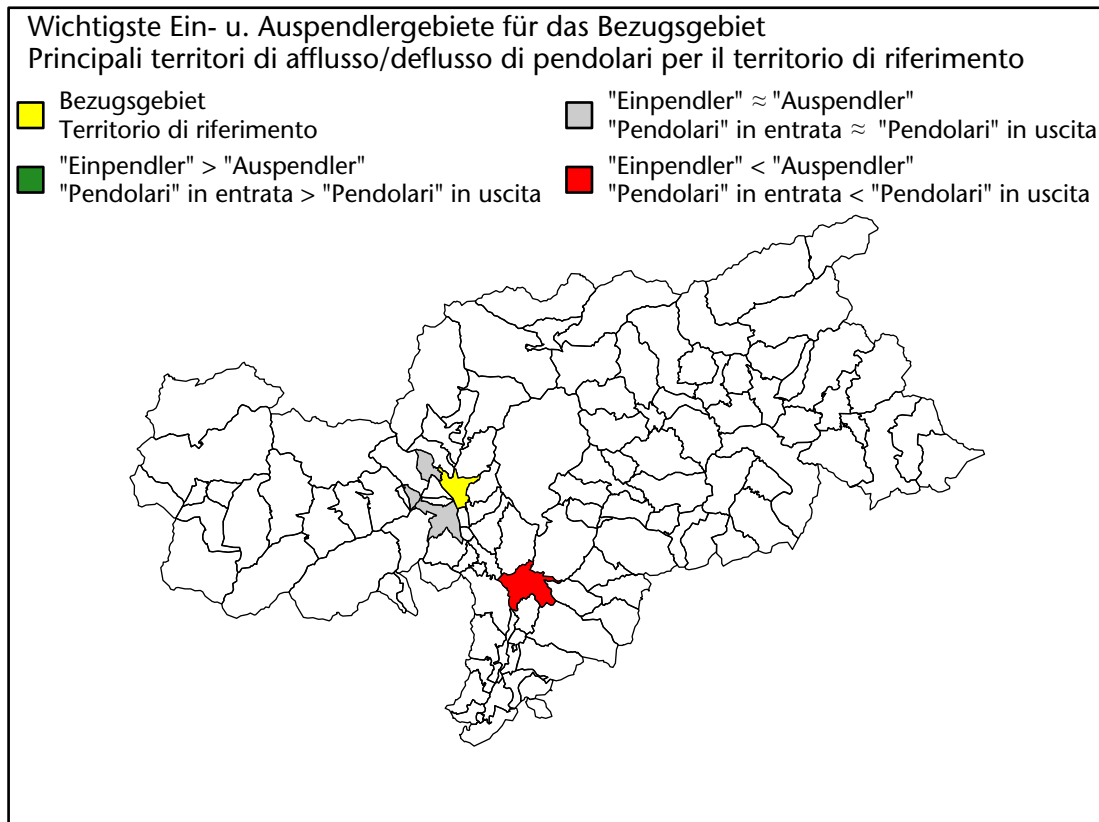 Wichtigste Ein- u. Auspendlergebiete für das Bezugsgebiet
Principali territori di afflusso/deflusso di pendolari per il territorio di riferimento
Bezugsgebiet
Territorio di riferimento
"Einpendler" > "Auspendler"
"Pendolari" in entrata > "Pendolari" in uscita
"Einpendler" ≈ "Auspendler"
"Pendolari" in entrata ≈ "Pendolari" in uscita
"Einpendler" < "Auspendler"
"Pendolari" in entrata < "Pendolari" in uscita